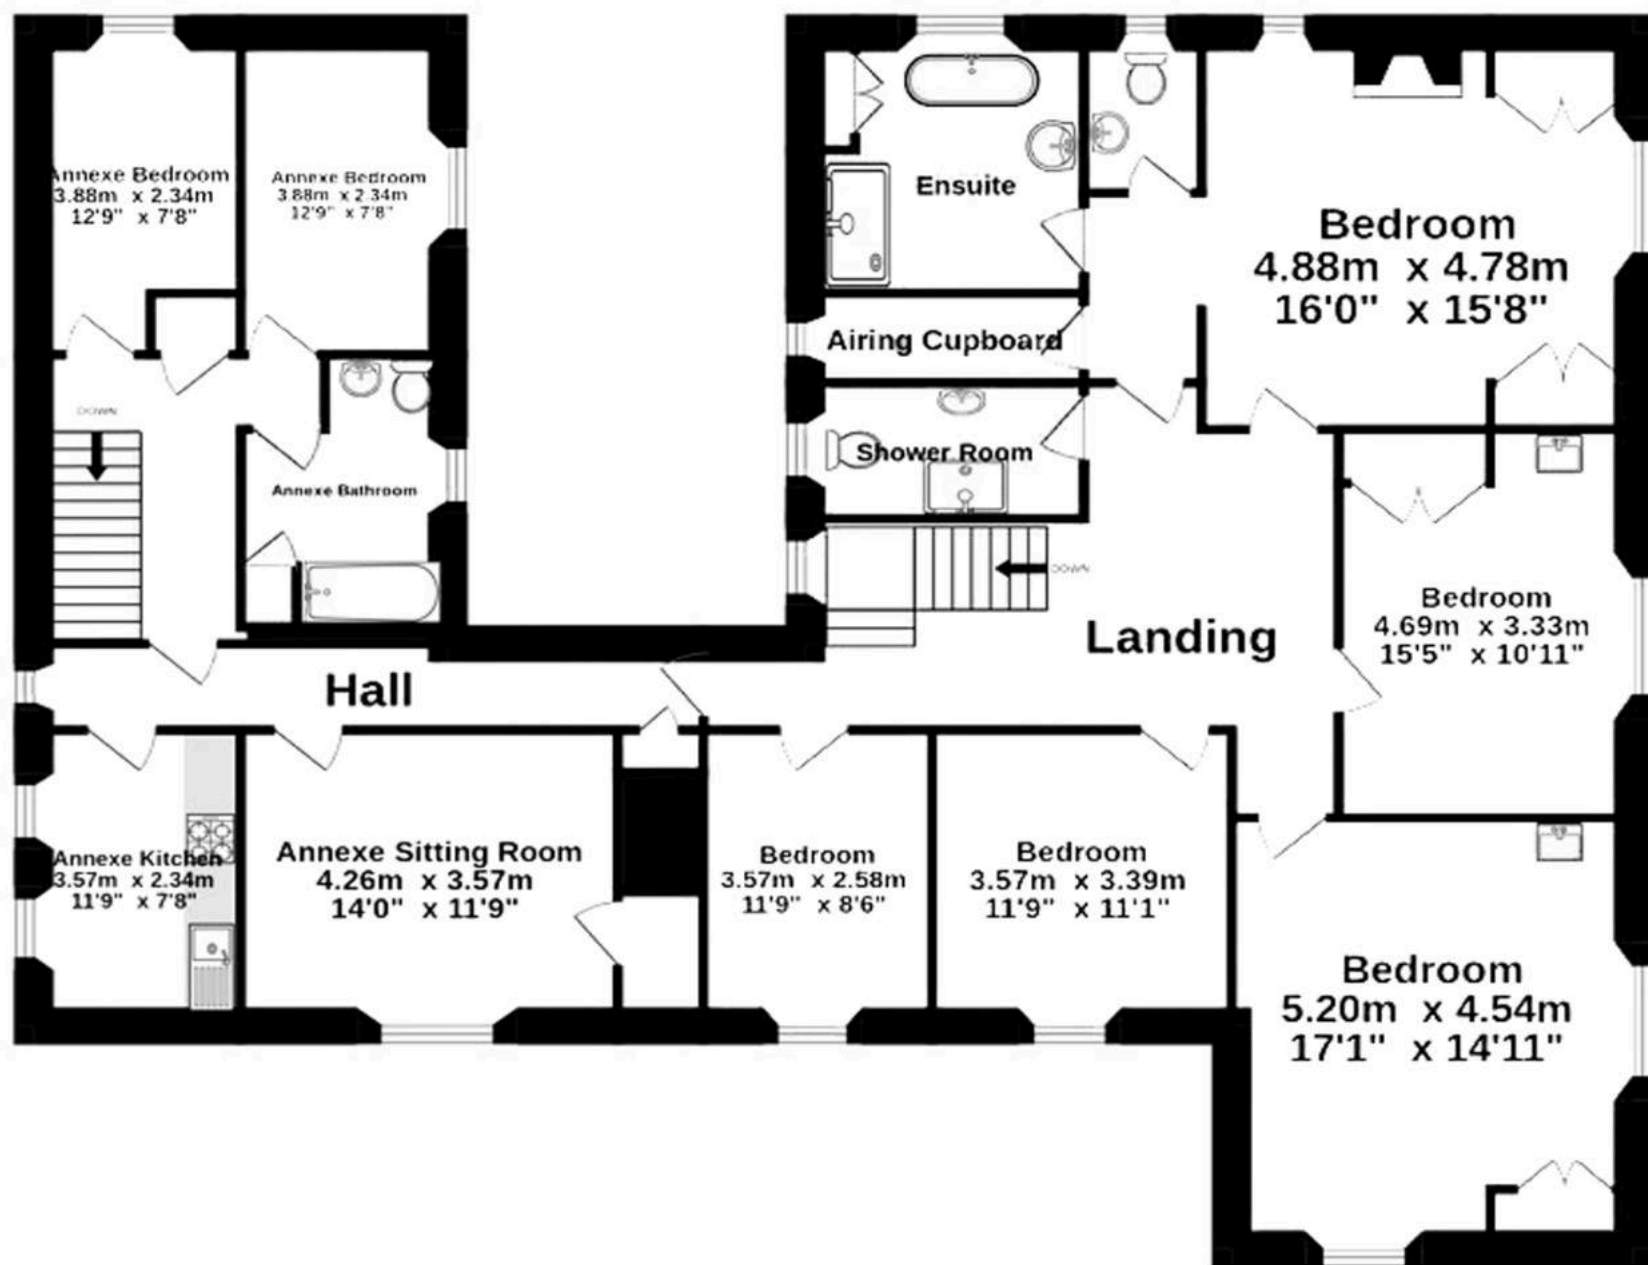 Annexe Bedroom
3.88m x 2.34m
12'9" x 7'8"
Annexe Bedroom
3.88m x 2.34m
12'9" x 7'8"
Ensuite
Bedroom
4.88m x 4.78m
16'0" x 15'8"
Airing Cupboard
DOWN
Shower Room
Annexe Bathroom
DOWN
Landing
Bedroom
4.69m x 3.33m
15'5" x 10'11"
Hall
Annexe Kitchen
3.57m x 2.34m
11'9" x 7'8"
Annexe Sitting Room
4.26m x 3.57m
14'0" x 11'9"
Bedroom
3.57m x 2.58m
11'9" x 8'6"
Bedroom
3.57m x 3.39m
11'9" x 11'1"
Bedroom
5.20m x 4.54m
17'1" x 14'11"